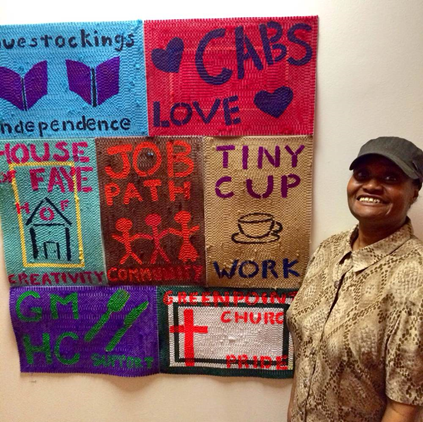 uestockings
independence
CABS
LOVE
HOUSE
of FAYE
H O F
CREATIVITY
JOB
PATH
COMMUNITY
TINY
CUP
WORK
GM
HC
SUPPORT
GREENPOINT
CHURC
PRIDE